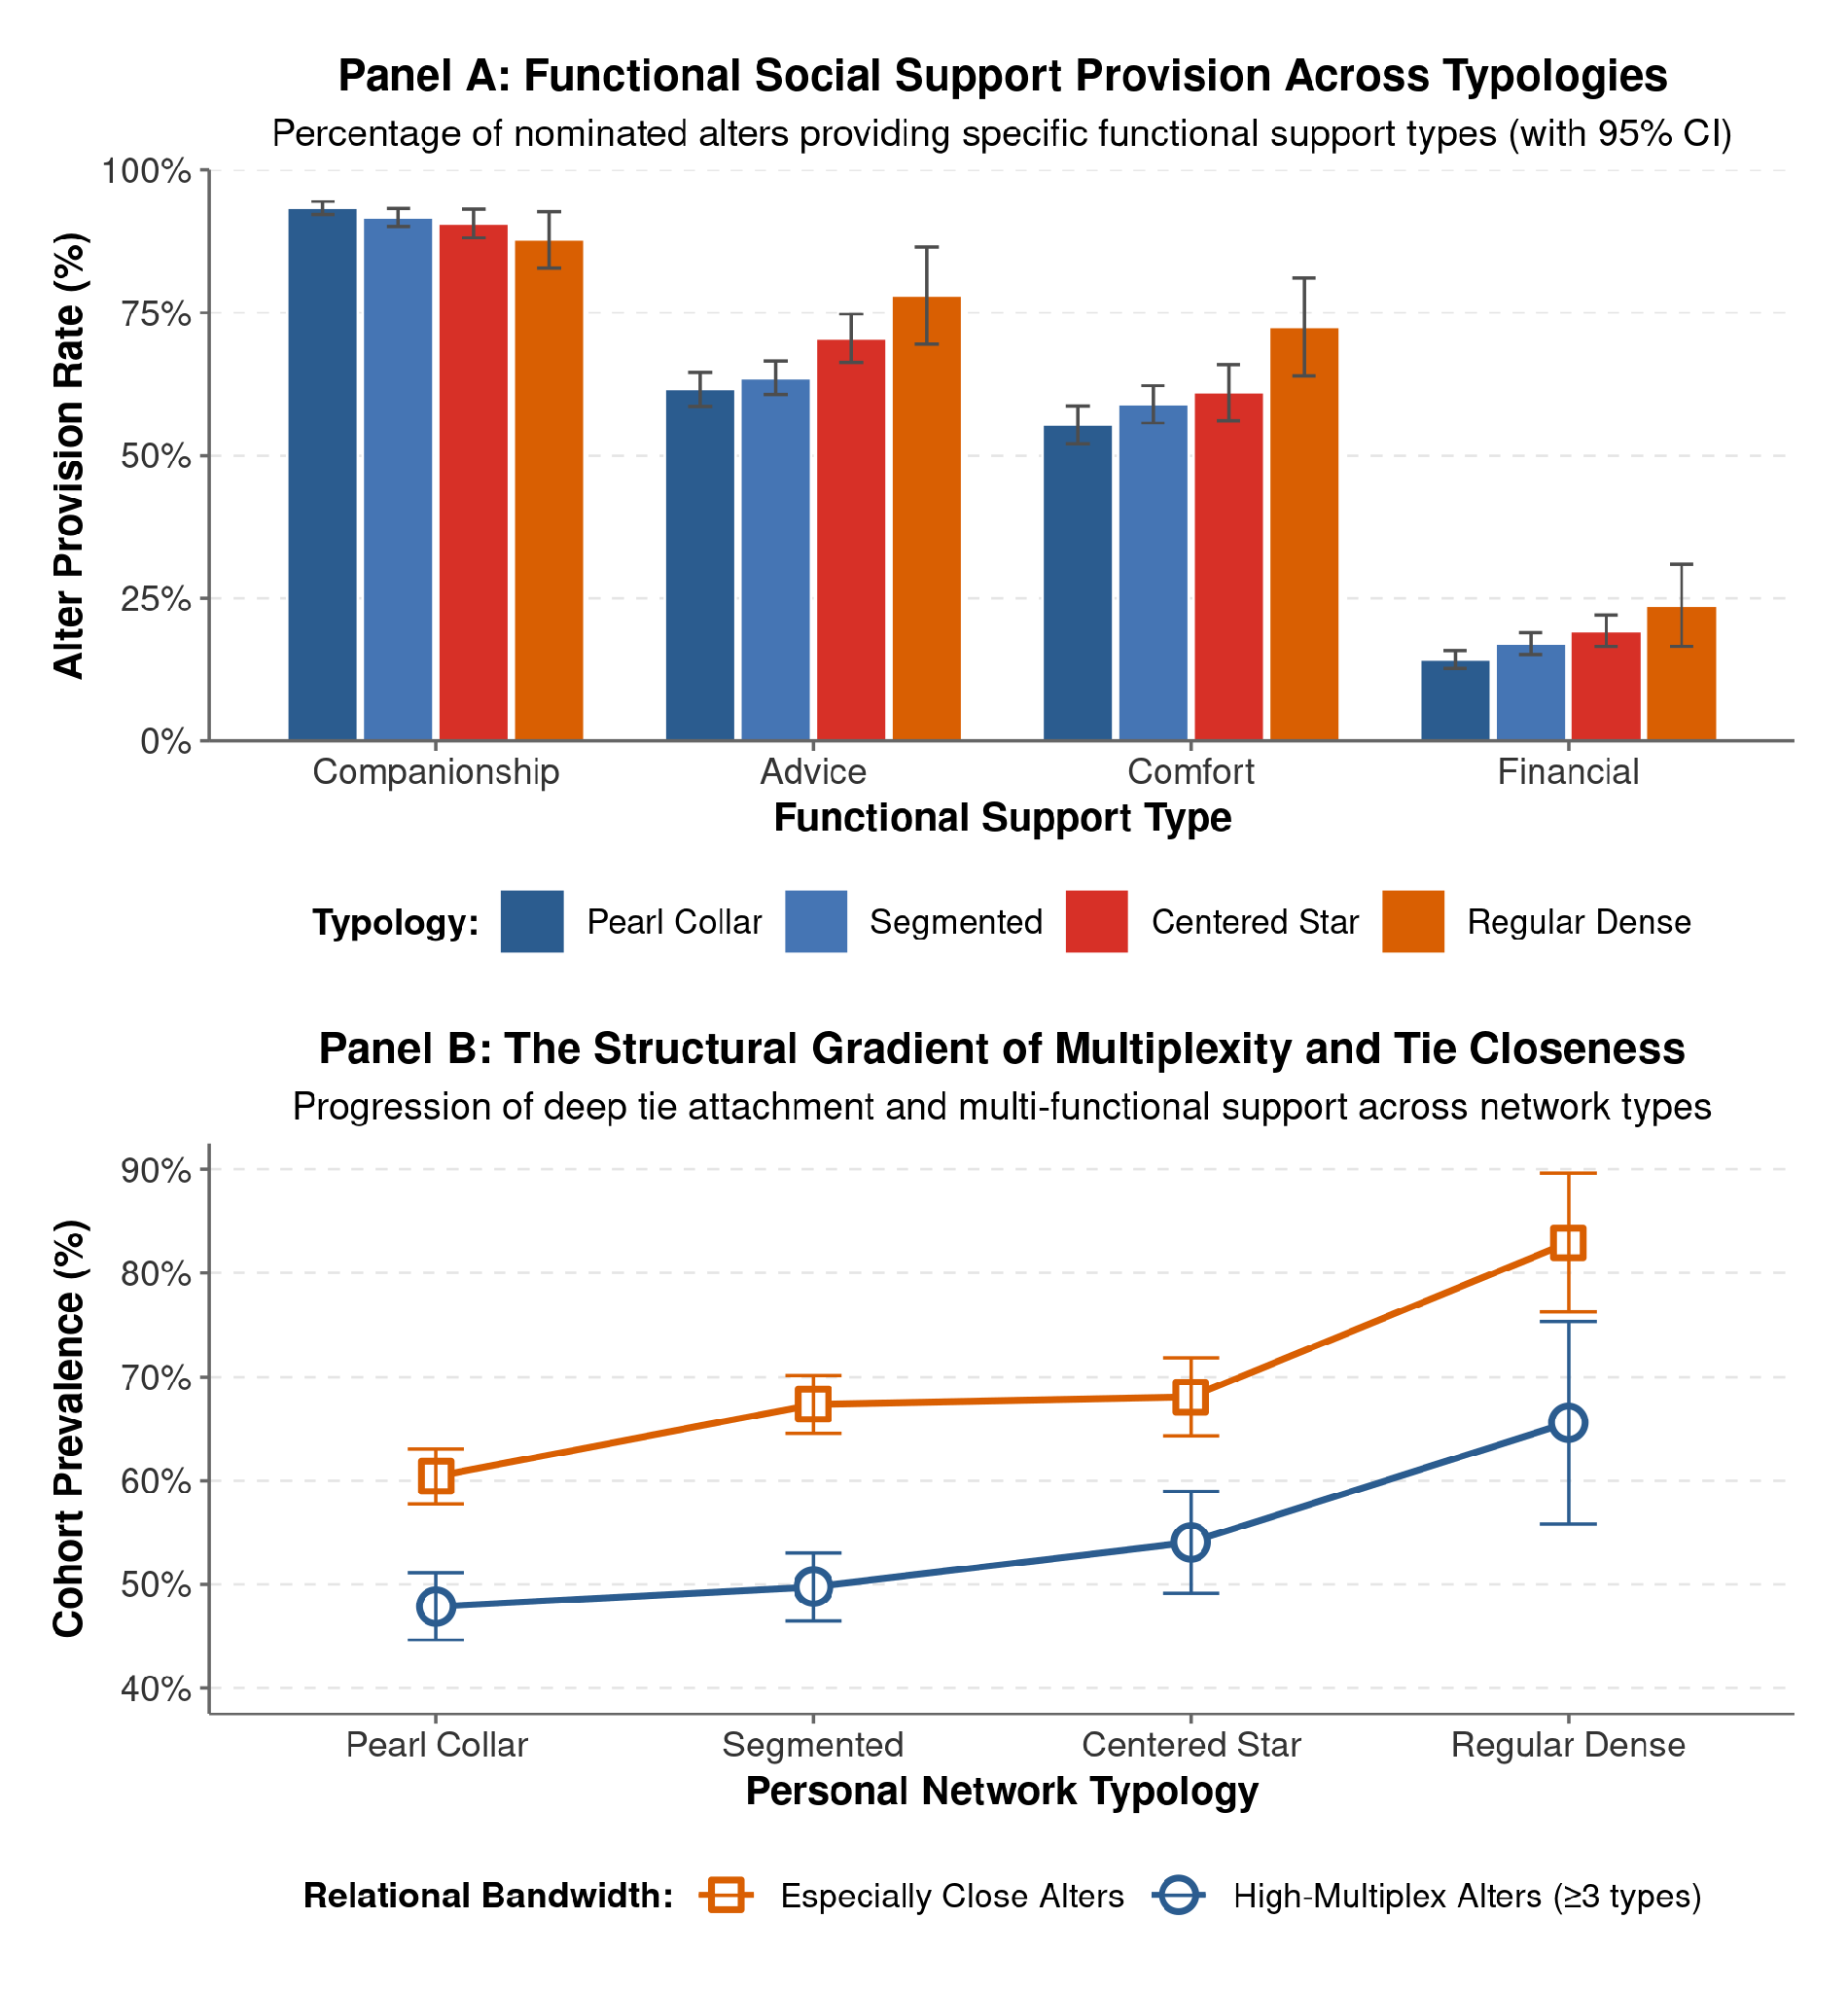 Panel A: Functional Social Support Provision Across Typologies
Percentage of nominated alters providing specific functional support types (with 95% CI)
Alter Provision Rate (%)
100%
75%
50%
25%
0%
Companionship Advice Comfort Financial
Functional Support Type
Typology: Pearl Collar Segmented Centered Star Regular Dense
Panel B: The Structural Gradient of Multiplexity and Tie Closeness
Progression of deep tie attachment and multi-functional support across network types
Cohort Prevalence (%)
90%
80%
70%
60%
50%
40%
Pearl Collar Segmented Centered Star Regular Dense
Personal Network Typology
Relational Bandwidth: Especially Close Alters High-Multiplex Alters (≥3 types)